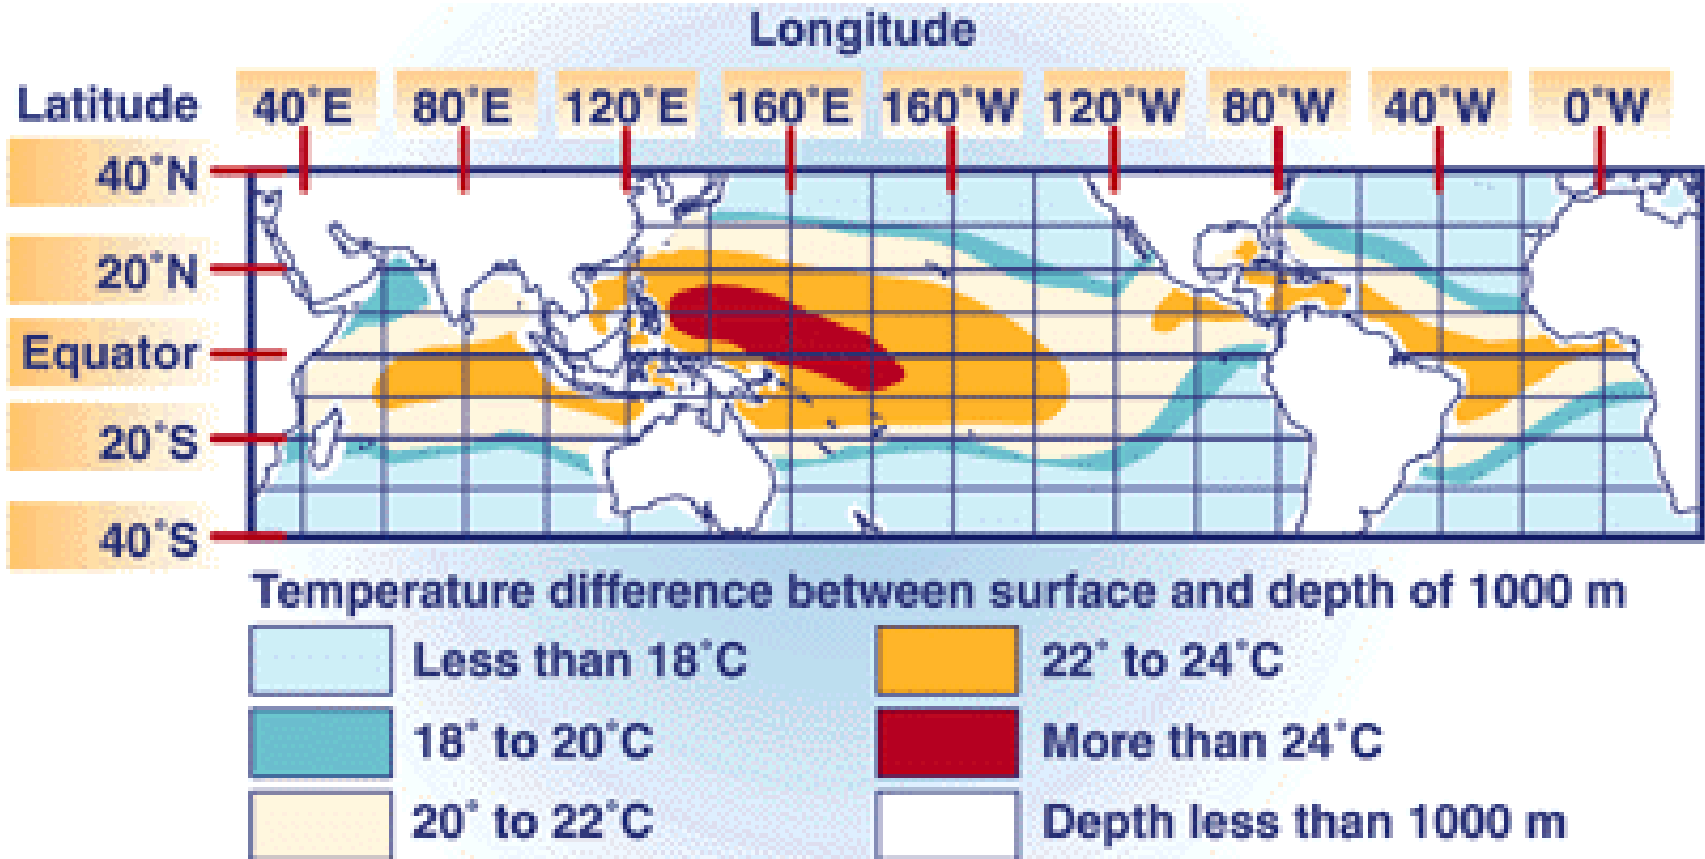 Longitude
Latitude 40°E 80°E 120°E 160°E 160°W 120°W 80°W 40°W 0°W
40°N
20°N
Equator
20°S
40°S
Temperature difference between surface and depth of 1000 m
Less than 18°C
18° to 20°C
20° to 22°C
22° to 24°C
More than 24°C
Depth less than 1000 m